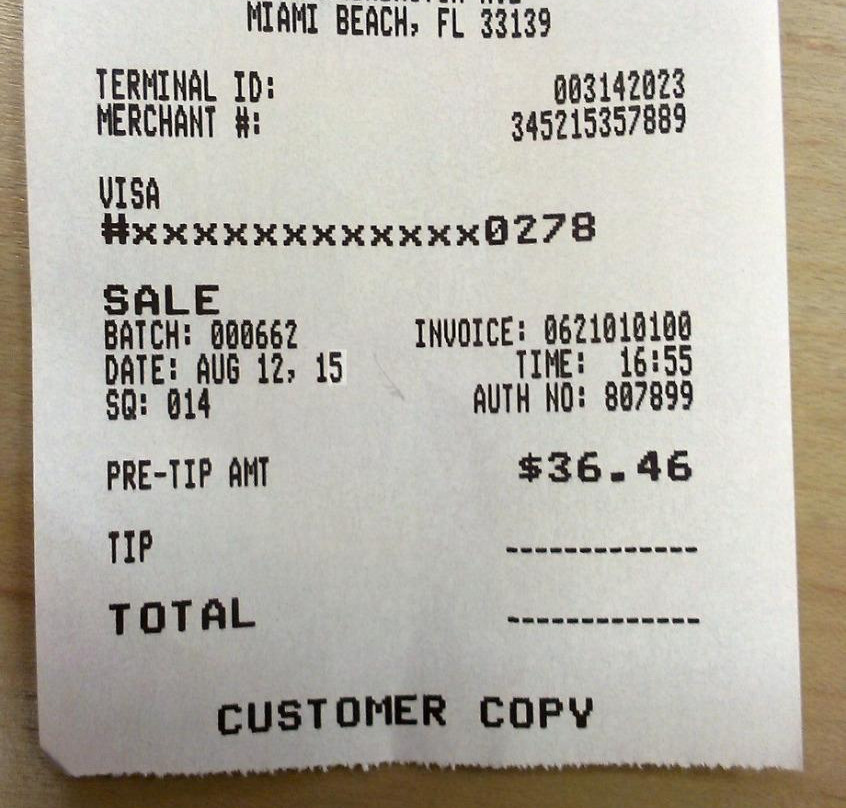 MIAMI BEACH, FL 33139
TERMINAL ID: 003142023
MERCHANT #: 345215357889
VISA
#xxxxxxxxxxxx0278
SALE
BATCH: 000662 INVOICE: 0621010100
DATE: AUG 12, 15 TIME: 16:55
SQ: 014 AUTH NO: 807899
PRE-TIP AMT $36.46
TIP -------------
TOTAL -------------
CUSTOMER COPY